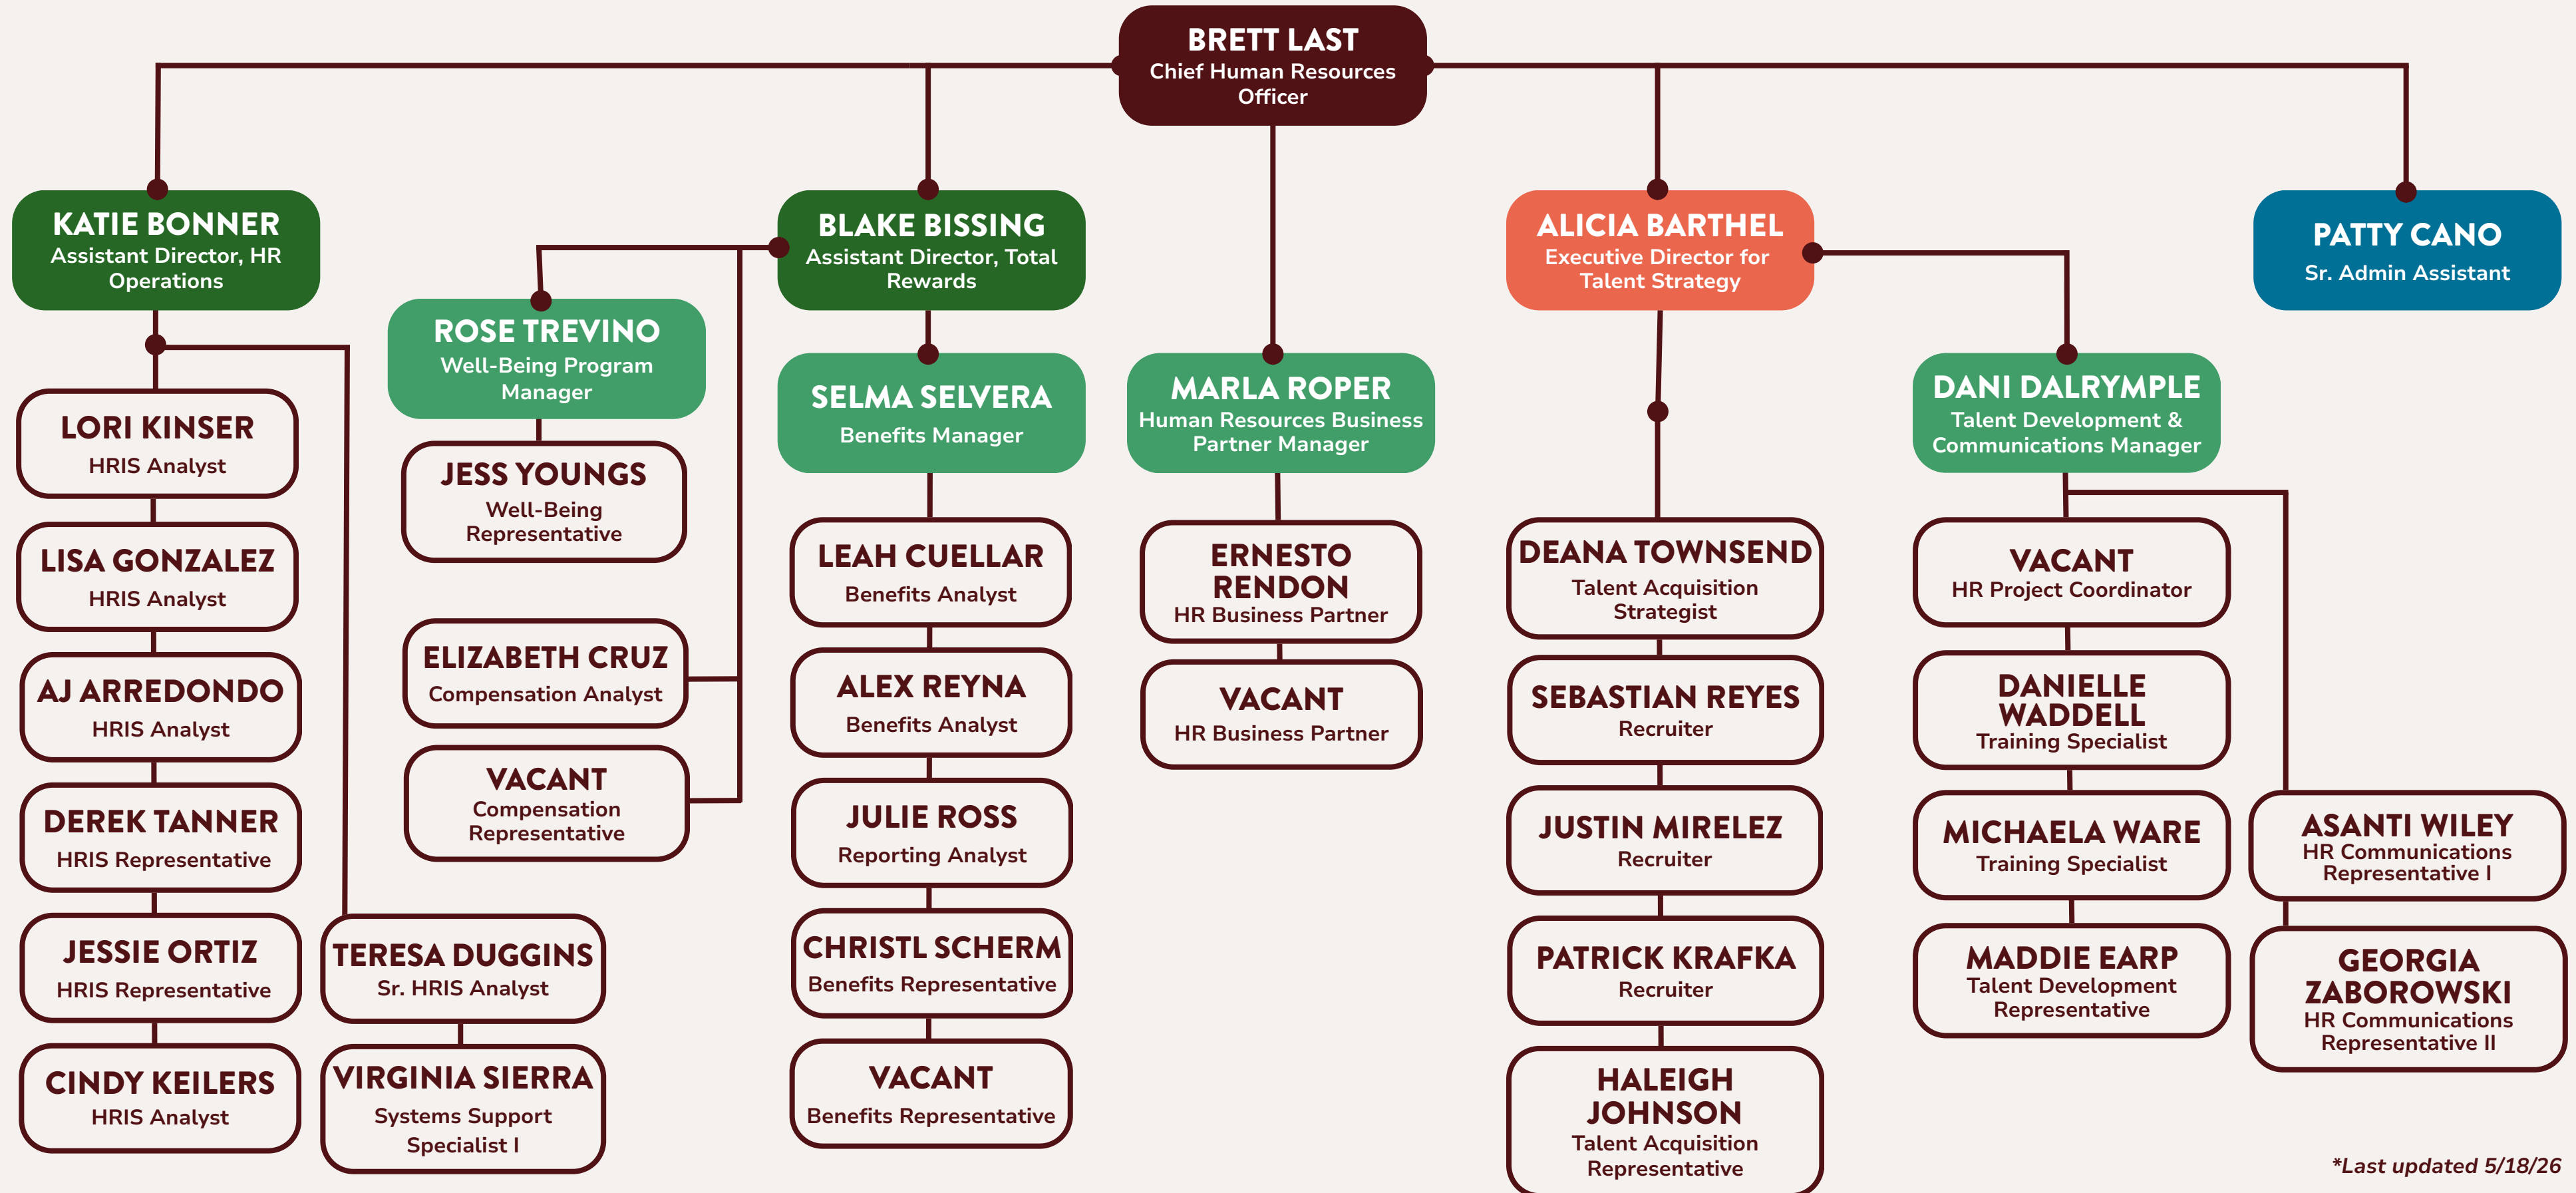 BRETT LAST
Chief Human Resources
Officer
KATIE BONNER
Assistant Director, HR
Operations
LORI KINSER
HRIS Analyst
LISA GONZALEZ
HRIS Analyst
AJ ARREDONDO
HRIS Analyst
DEREK TANNER
HRIS Representative
JESSIE ORTIZ
HRIS Representative
CINDY KEILERS
HRIS Analyst
TERESA DUGGINS
Sr. HRIS Analyst
VIRGINIA SIERRA
Systems Support
Specialist I
BLAKE BISSING
Assistant Director, Total
Rewards
ROSE TREVINO
Well-Being Program
Manager
JESS YOUNGS
Well-Being
Representative
ELIZABETH CRUZ
Compensation Analyst
VACANT
Compensation
Representative
SELMA SELVERA
Benefits Manager
LEAH CUELLAR
Benefits Analyst
ALEX REYNA
Benefits Analyst
JULIE ROSS
Reporting Analyst
CHRISTL SCHERM
Benefits Representative
VACANT
Benefits Representative
MARLA ROPER
Human Resources Business
Partner Manager
ERNESTO
RENDON
HR Business Partner
VACANT
HR Business Partner
ALICIA BARTHEL
Executive Director for
Talent Strategy
DEANA TOWNSEND
Talent Acquisition
Strategist
SEBASTIAN REYES
Recruiter
JUSTIN MIRELEZ
Recruiter
PATRICK KRAFKA
Recruiter
HALEIGH
JOHNSON
Talent Acquisition
Representative
DANI DALRYMPLE
Talent Development &
Communications Manager
VACANT
HR Project Coordinator
DANIELLE
WADDELL
Training Specialist
MICHAELA WARE
Training Specialist
MADDIE EARP
Talent Development
Representative
ASANTI WILEY
HR Communications
Representative I
GEORGIA
ZABOROWSKI
HR Communications
Representative II
PATTY CANO
Sr. Admin Assistant
*Last updated 5/18/26